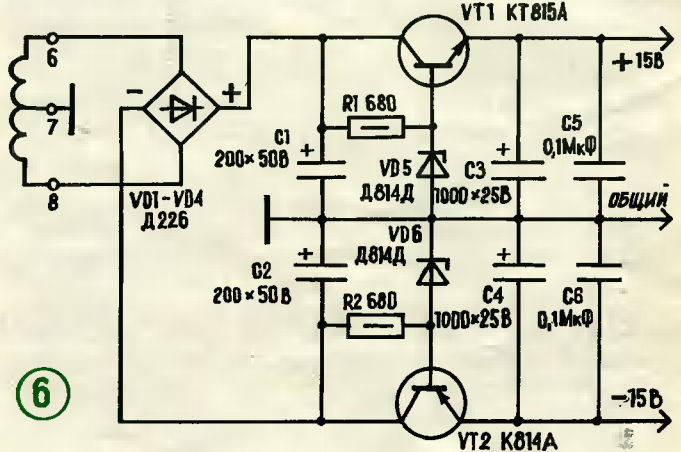 VT1 КТ815А
+15В
6
7
8
-
+
VD1-VD4
Д226
R1 680
C1
200×50В
+
VD5
Д814Д
C3
1000×25В
+
C5
0,1МкФ
ОБЩИЙ
C2
200×50В
+
VD6
Д814Д
R2 680
C4
1000×25В
+
C6
0,1МкФ
6
-15В
VT2 К814А